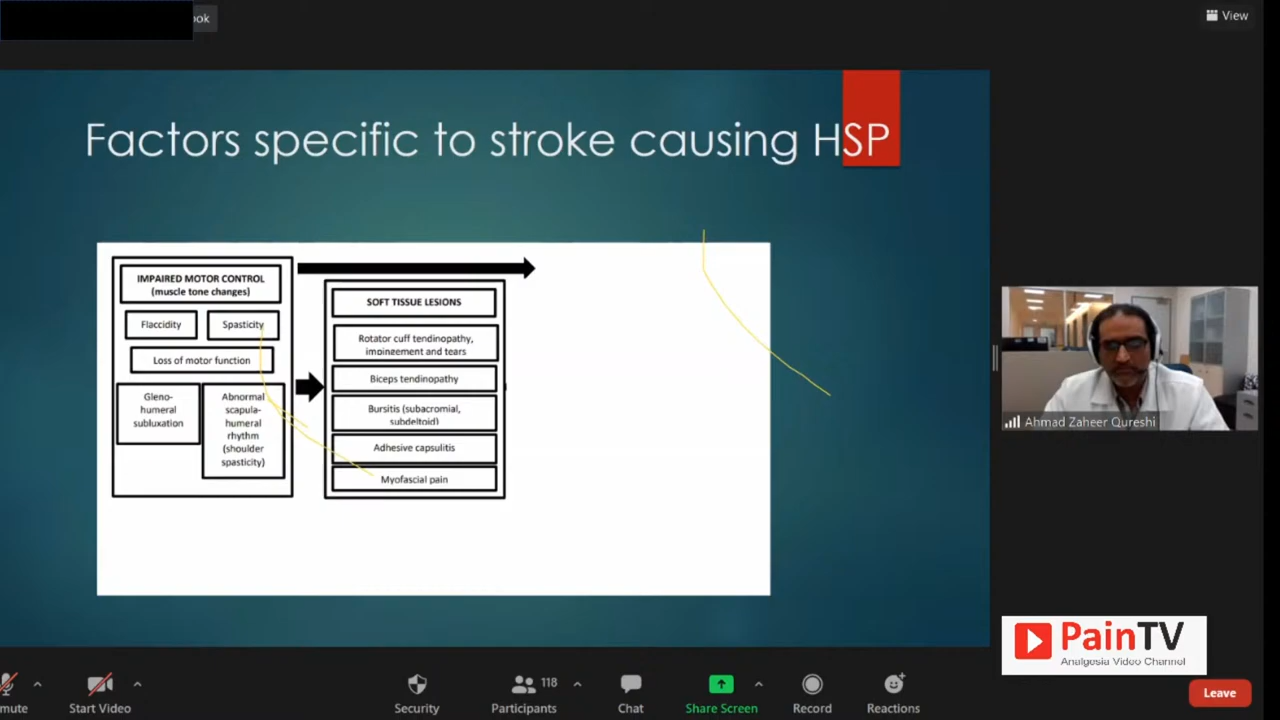 ook
View
Factors specific to stroke causing HSP
IMPAIRED MOTOR CONTROL
(muscle tone changes)
Flaccidity
Spasticity
Loss of motor function
Gleno-
humeral
subluxation
Abnormal
scapula-
humeral
rhythm
(shoulder
spasticity)
SOFT TISSUE LESIONS
Rotator cuff tendinopathy,
impingement and tears
Biceps tendinopathy
Bursitis (subacromial,
subdeltoid)
Adhesive capsulitis
Myofascial pain
Ahmad Zaheer Qureshi
PainTV
Analgesia Video Channel
mute
Start Video
Security
118
Participants
Chat
Share Screen
Record
Reactions
Leave